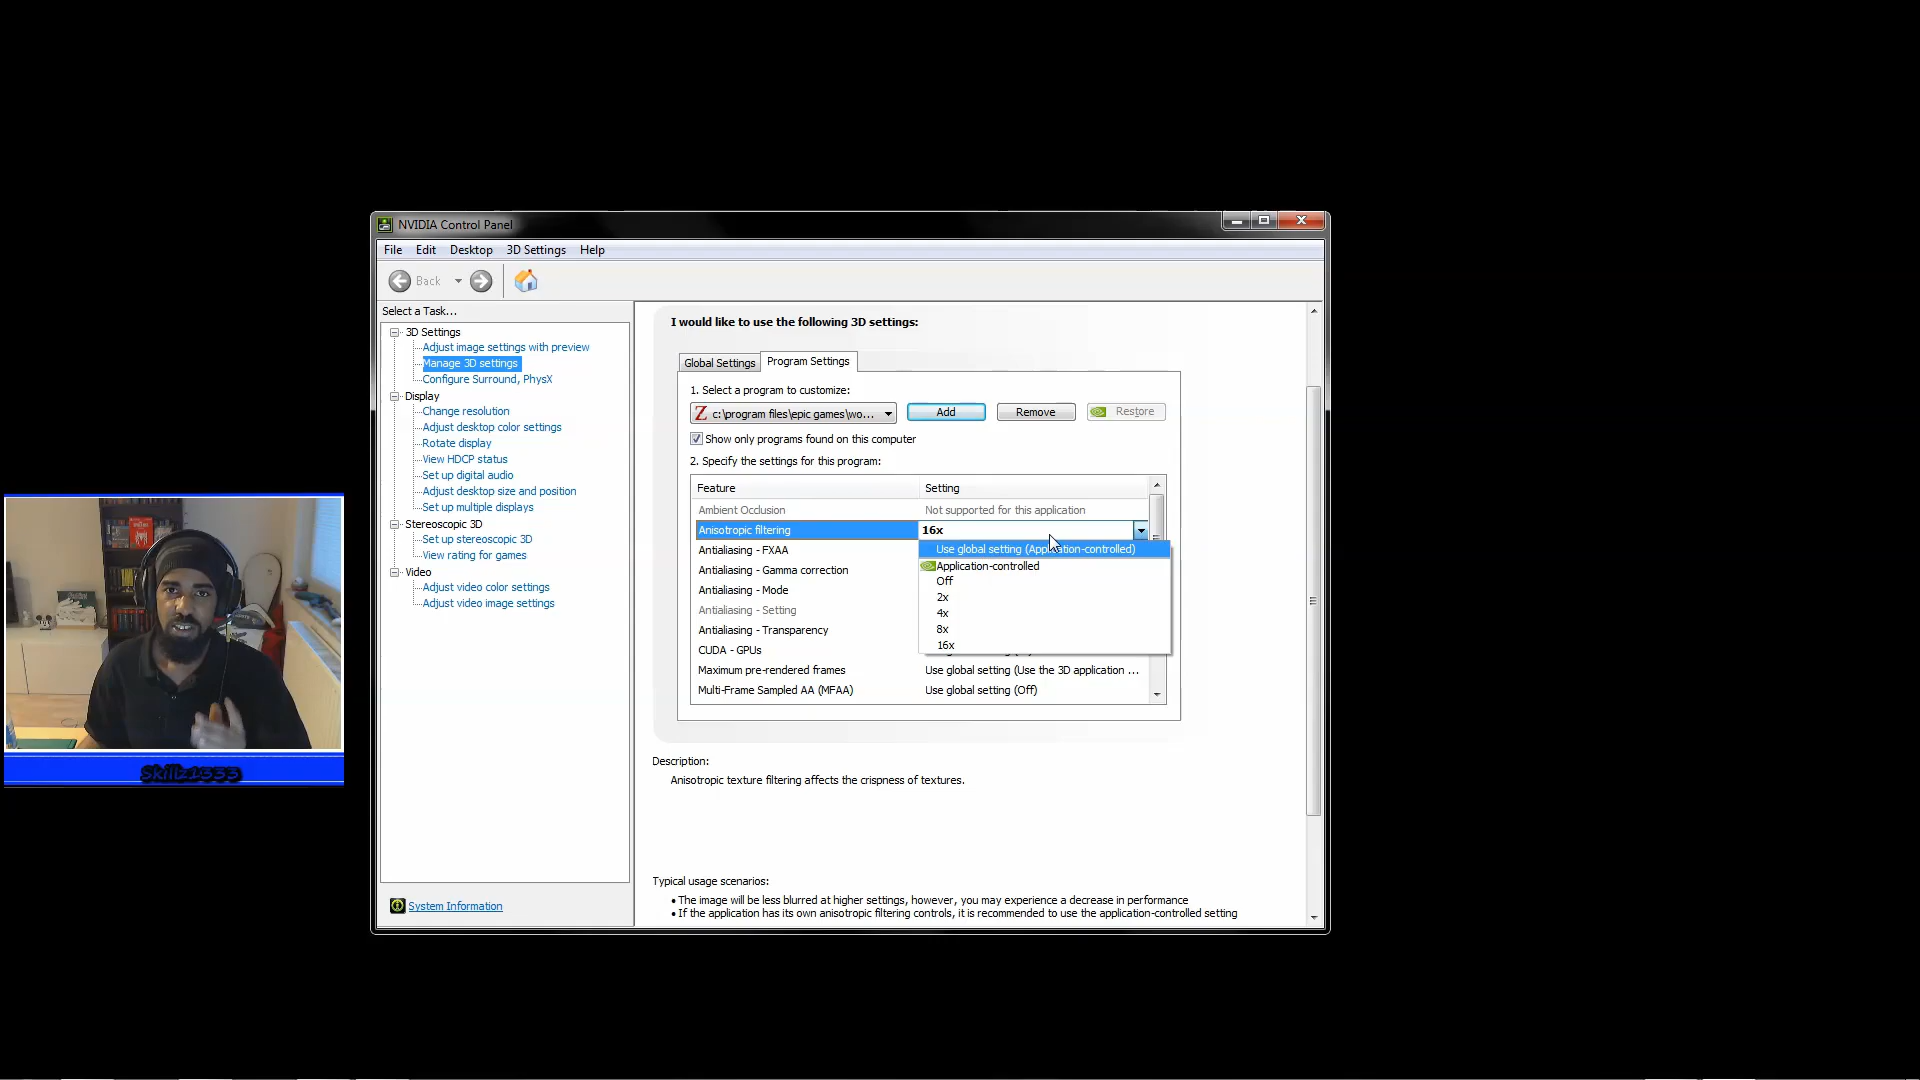 NVIDIA Control Panel
File Edit Desktop 3D Settings Help
Back
Select a Task...
3D Settings
Adjust image settings with preview
Manage 3D settings
Configure Surround, PhysX
Display
Change resolution
Adjust desktop color settings
Rotate display
View HDCP status
Set up digital audio
Adjust desktop size and position
Set up multiple displays
Stereoscopic 3D
Set up stereoscopic 3D
View rating for games
Video
Adjust video color settings
Adjust video image settings
System Information
I would like to use the following 3D settings:
Global Settings Program Settings
1. Select a program to customize:
c:\program files\epic games\wo... Add Remove Restore
Show only programs found on this computer
2. Specify the settings for this program:
Feature Setting
Ambient Occlusion Not supported for this application
Anisotropic filtering 16x
Antialiasing - FXAA
Antialiasing - Gamma correction
Antialiasing - Mode
Antialiasing - Setting
Antialiasing - Transparency
CUDA - GPUs
Use global setting (Application-controlled)
Application-controlled
Off
2x
4x
8x
16x
Maximum pre-rendered frames Use global setting (Use the 3D application ...
Multi-Frame Sampled AA (MFAA) Use global setting (Off)
Description:
Anisotropic texture filtering affects the crispness of textures.
Typical usage scenarios:
• The image will be less blurred at higher settings, however, you may experience a decrease in performance
• If the application has its own anisotropic filtering controls, it is recommended to use the application-controlled setting
Skillz1333